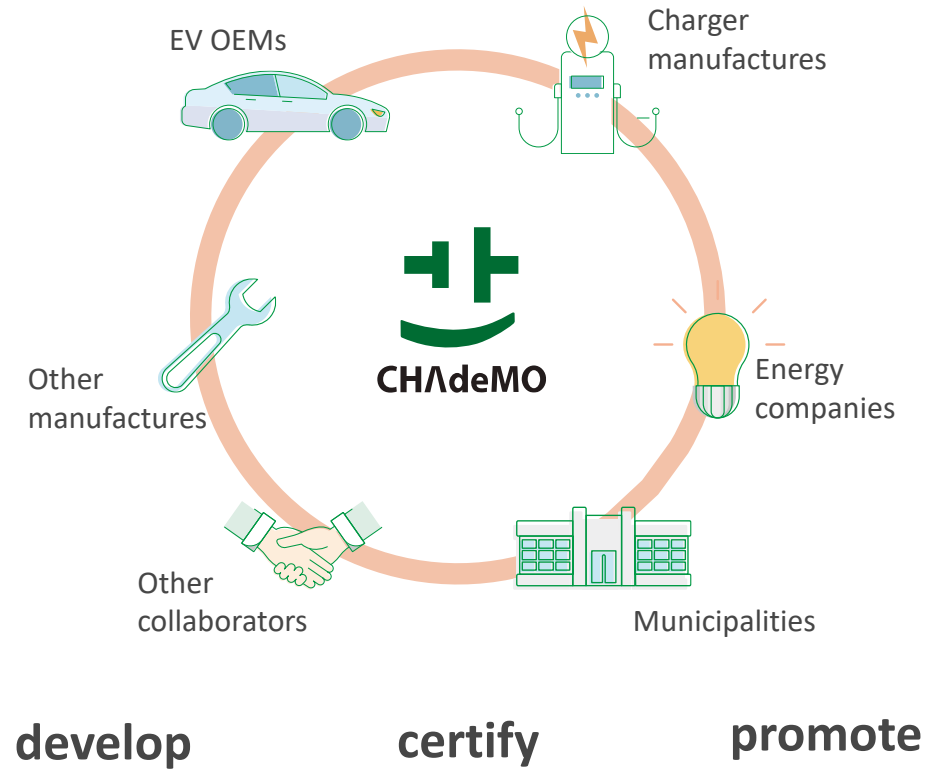 EV OEMs
Charger
manufactures
CHΛdeMO
Other
manufactures
Energy
companies
Other
collaborators
Municipalities
develop
certify
promote